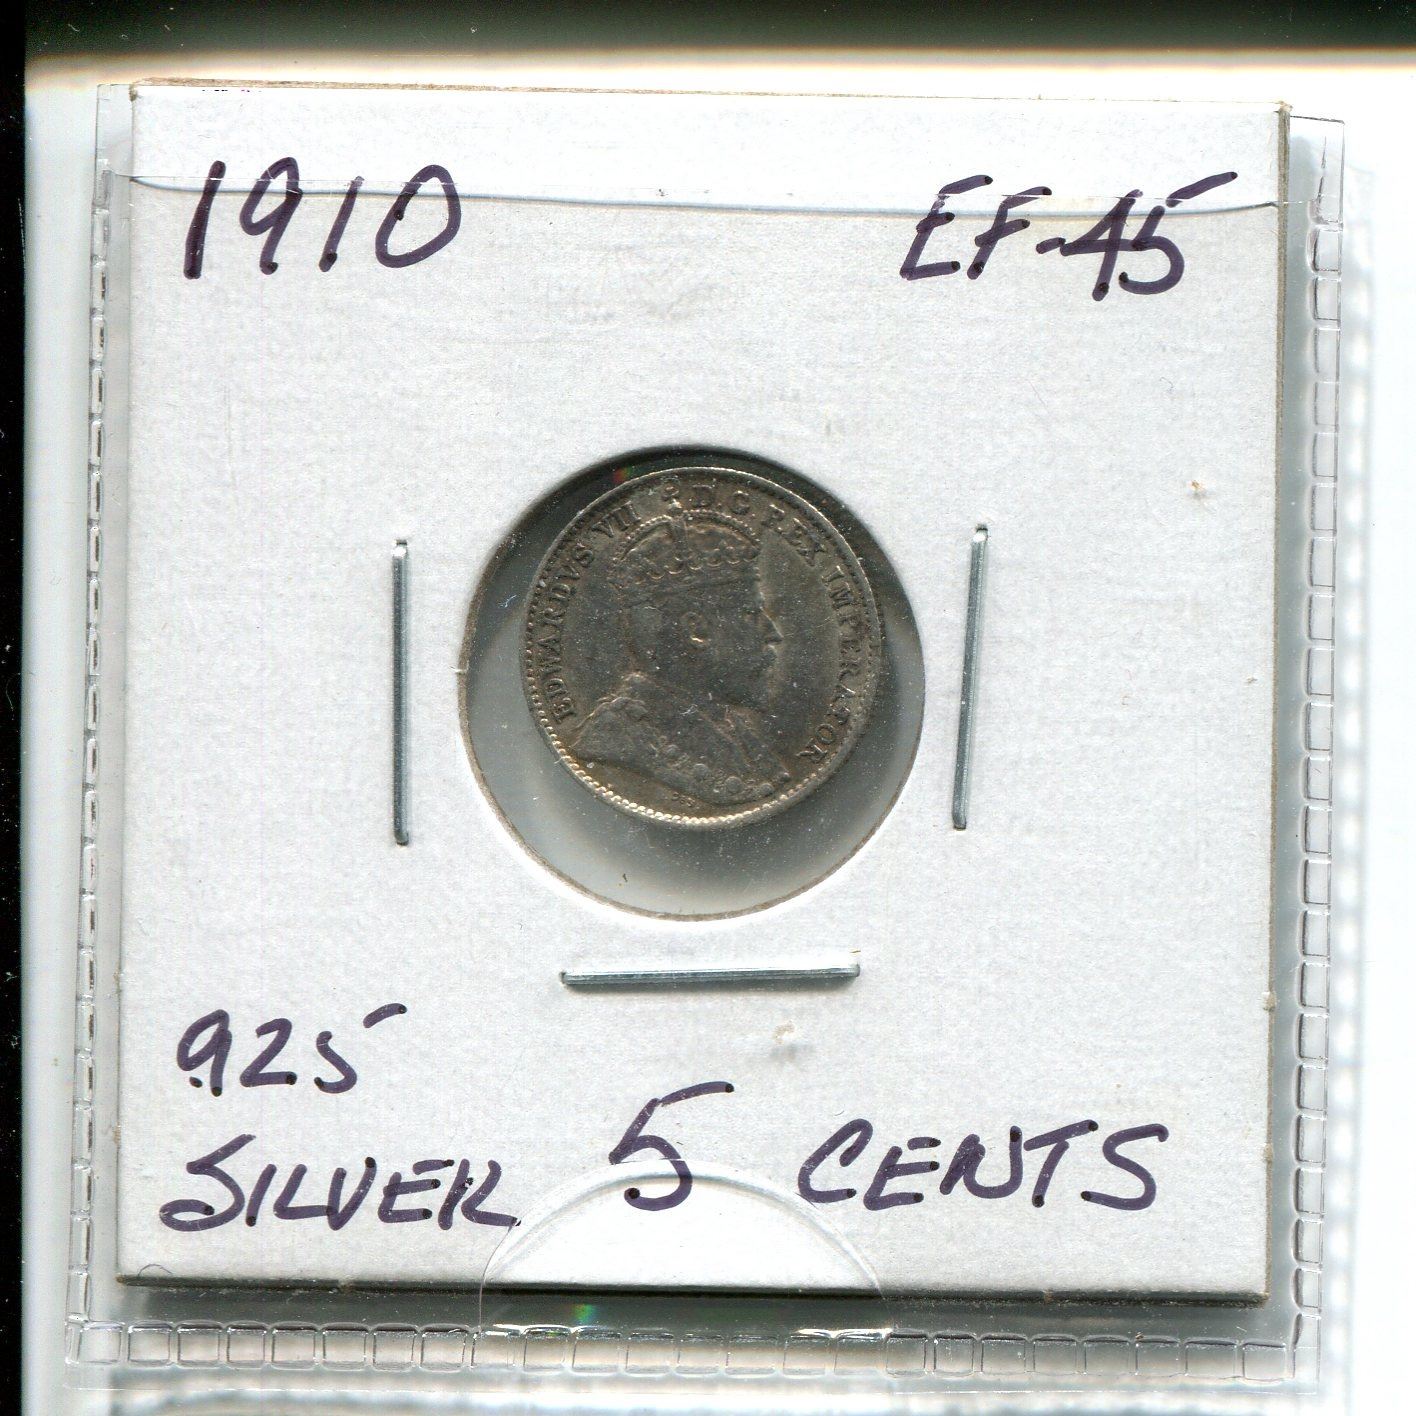 1910 EF-45
EDWARDVS VII D.G. REX IMPERATOR
.925
SILVER 5 CENTS